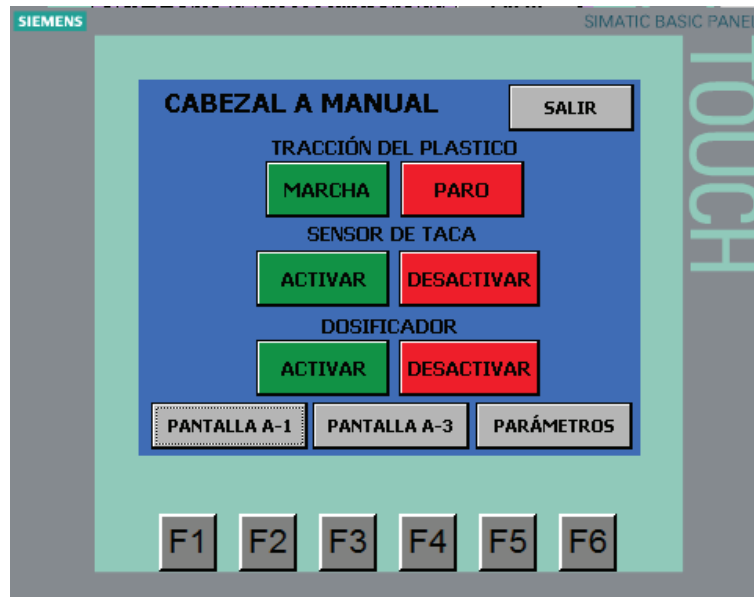 SIEMENS
SIMATIC BASIC PANEL
TOUCH
CABEZAL A MANUAL
SALIR
TRACCIÓN DEL PLASTICO
MARCHA PARO
SENSOR DE TACA
ACTIVAR DESACTIVAR
DOSIFICADOR
ACTIVAR DESACTIVAR
PANTALLA A-1 PANTALLA A-3 PARÁMETROS
F1 F2 F3 F4 F5 F6